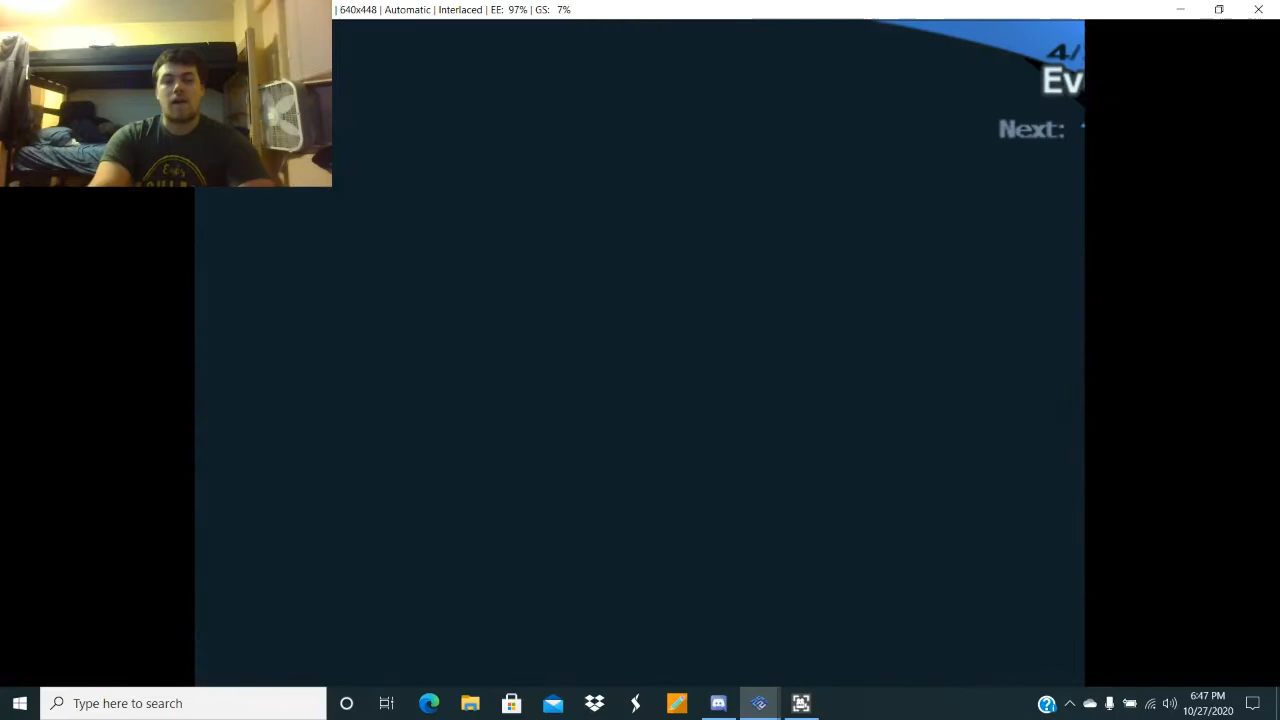 | 640x448 | Automatic | Interlaced | EE: 97% | GS: 7%
4/
Ev
Next:
Type here to search
6:47 PM
10/27/2020